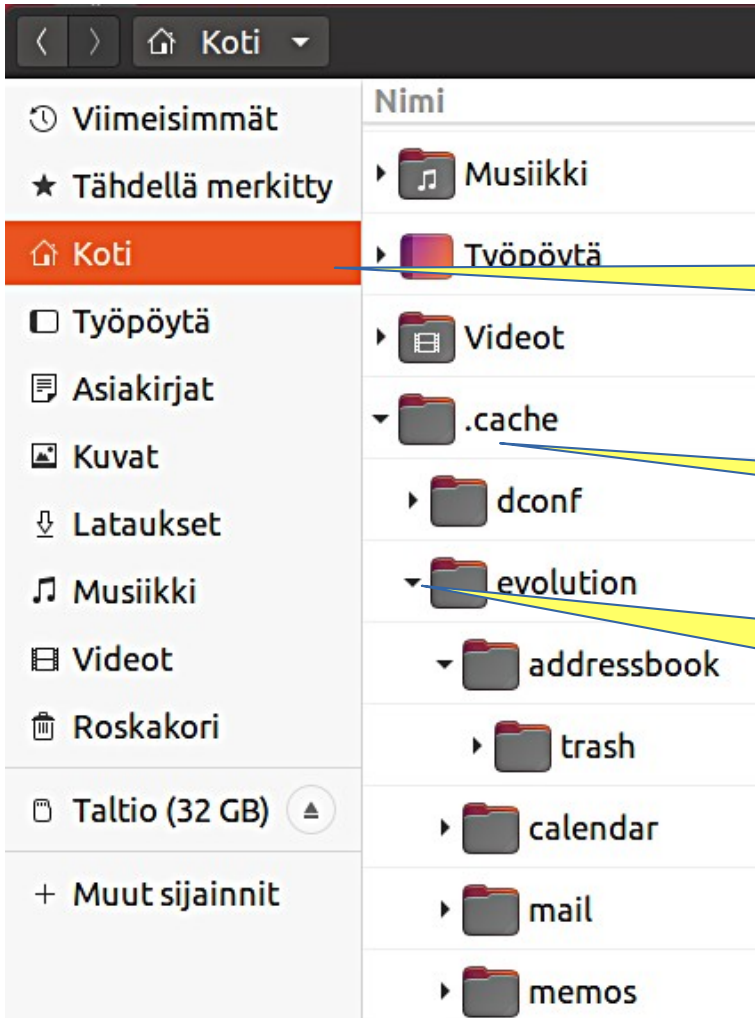 Koti
Viimeisimmät
Tähdellä merkitty
Koti
Työpöytä
Asiakirjat
Kuvat
Lataukset
Musiikki
Videot
Roskakori
Taltio (32 GB)
+ Muut sijainnit
Nimi
Musiikki
Työpöytä
Videot
.cache
dconf
evolution
addressbook
trash
calendar
mail
memos